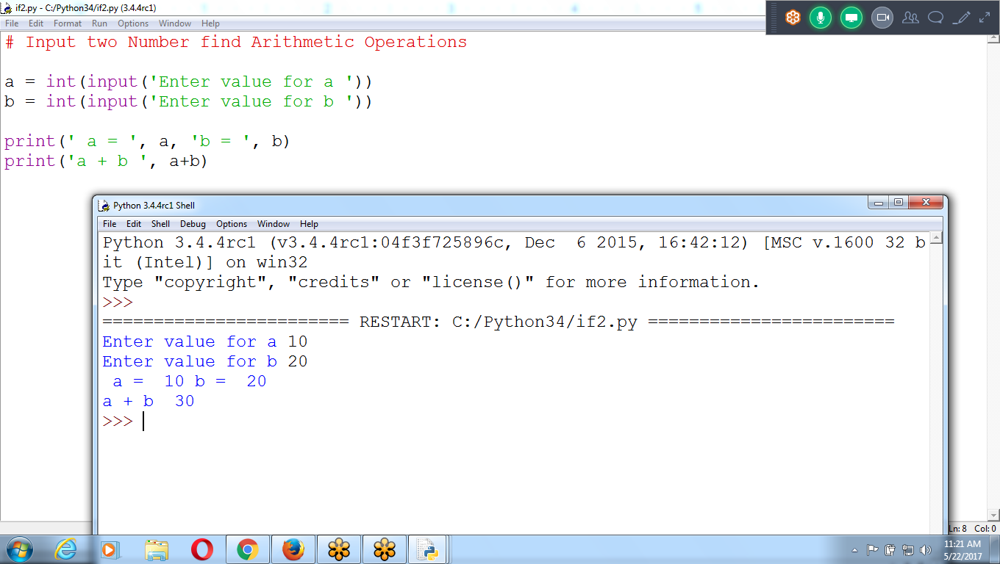 if2.py - C:/Python34/if2.py (3.4.4rc1)
File Edit Format Run Options Window Help
# Input two Number find Arithmetic Operations
a = int(input('Enter value for a '))
b = int(input('Enter value for b '))
print(' a = ', a, 'b = ', b)
print('a + b ', a+b)
Python 3.4.4rc1 Shell
File Edit Shell Debug Options Window Help
Python 3.4.4rc1 (v3.4.4rc1:04f3f725896c, Dec  6 2015, 16:42:12) [MSC v.1600 32 b
it (Intel)] on win32
Type "copyright", "credits" or "license()" for more information.
>>>
======================== RESTART: C:/Python34/if2.py ========================
Enter value for a 10
Enter value for b 20
 a =  10 b =  20
a + b  30
>>>
Ln: 8 Col: 0
11:21 AM
5/22/2017